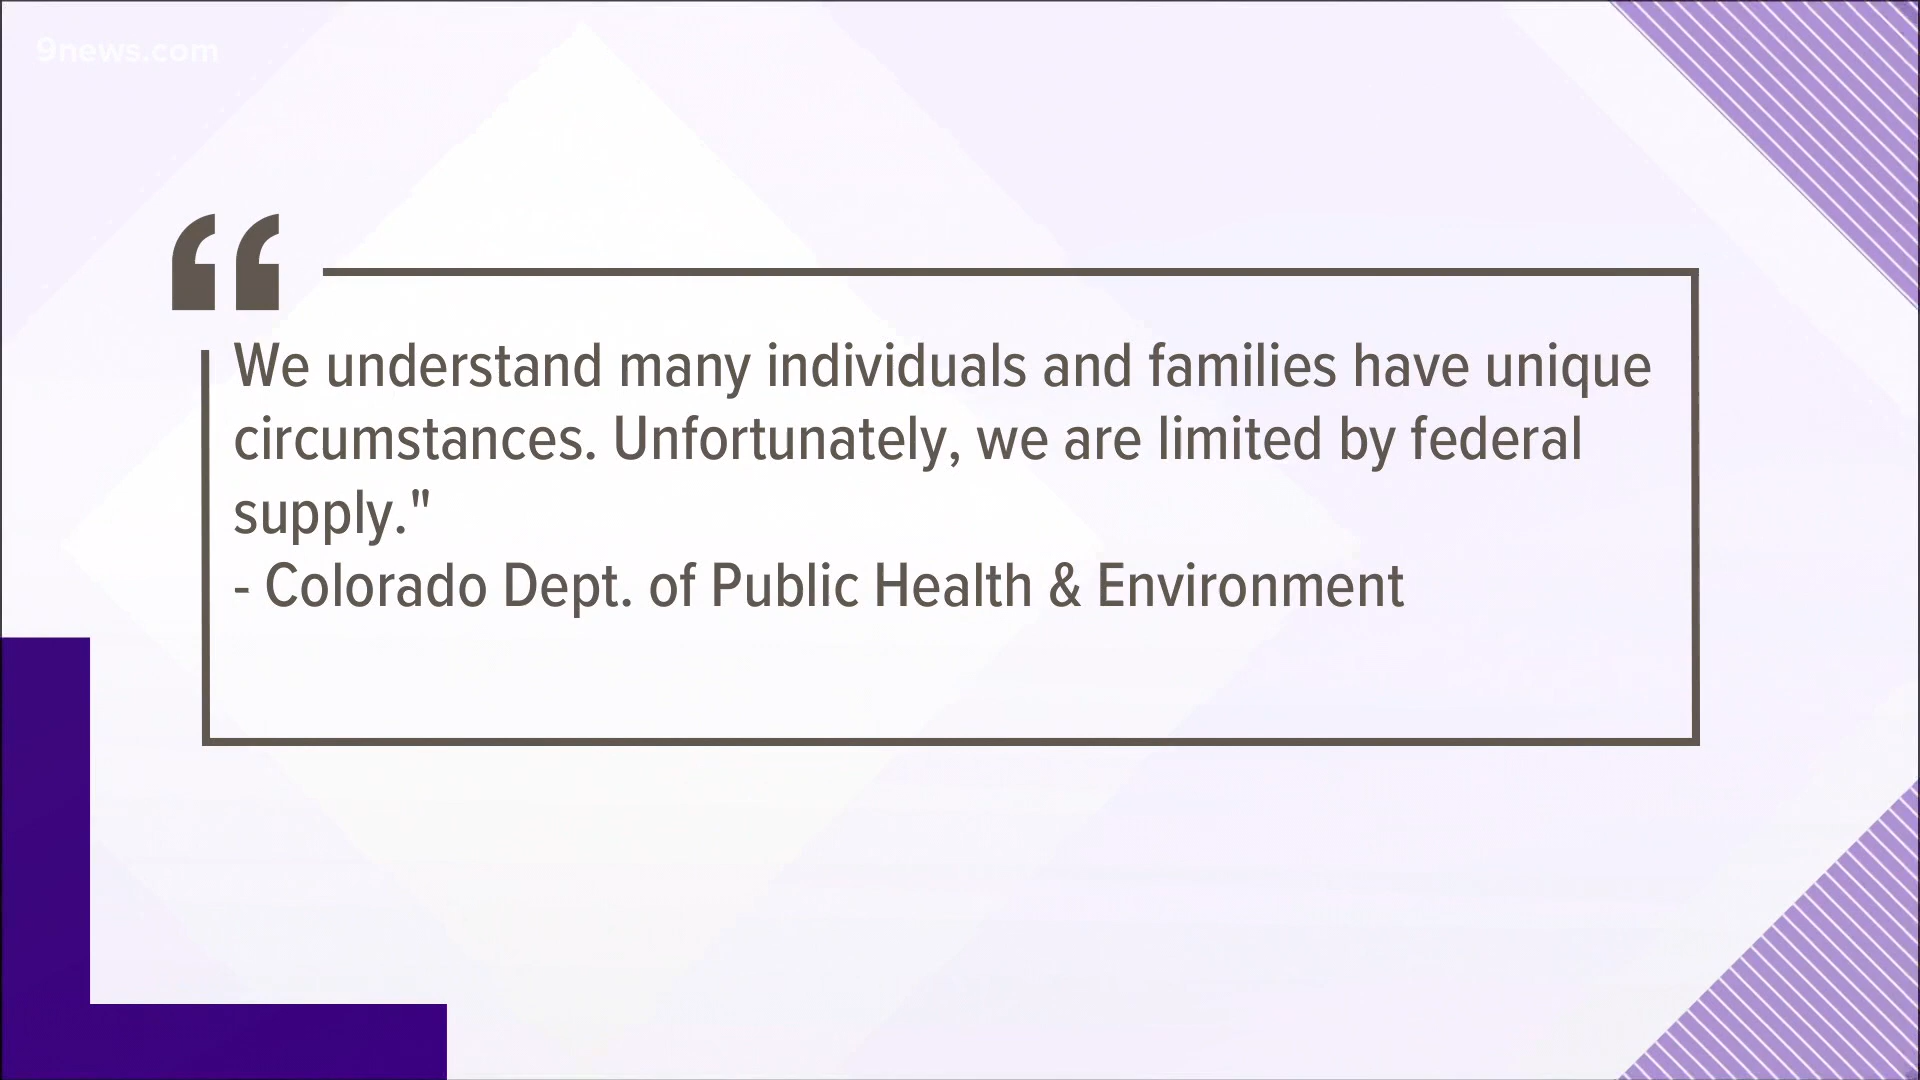 9news.com
“
We understand many individuals and families have unique
circumstances. Unfortunately, we are limited by federal
supply."
- Colorado Dept. of Public Health & Environment